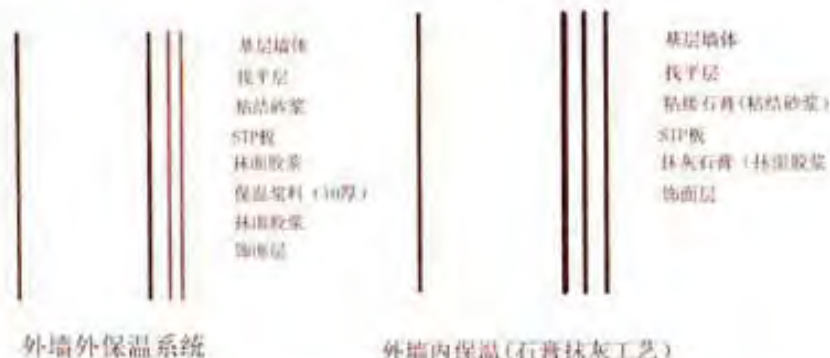 基层墙体
找平层
粘结砂浆
STP板
抹面胶浆
保温浆料（10厚）
抹面胶浆
饰面层
外墙外保温系统
基层墙体
找平层
粘接石膏(粘结砂浆)
STP板
抹灰石膏（抹面胶浆
饰面层
外墙内保温(石膏抹灰工艺)